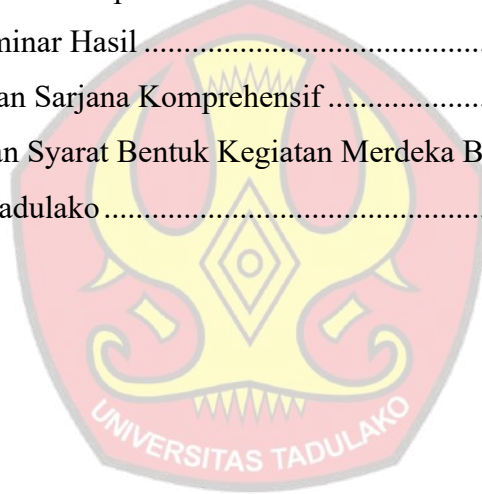 minar Hasil ................................................
an Sarjana Komprehensif ......................
an Syarat Bentuk Kegiatan Merdeka B
adulako ......................................................
UNIVERSITAS TADULAKO